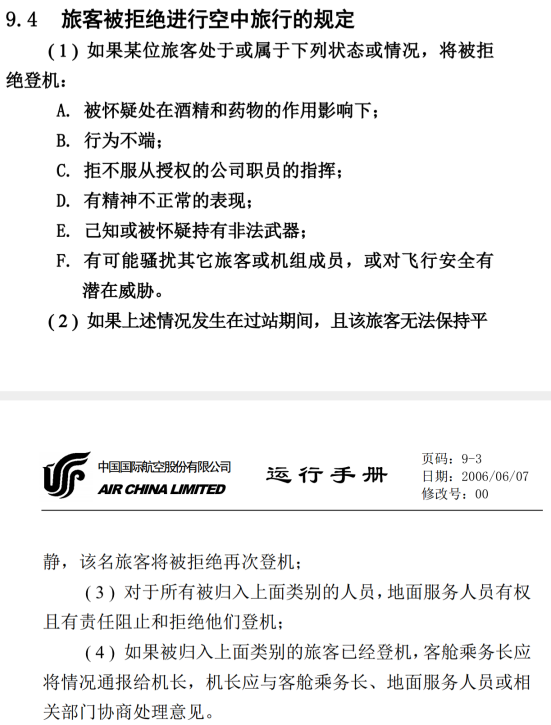 9.4 旅客被拒绝进行空中旅行的规定
(1) 如果某位旅客处于或属于下列状态或情况，将被拒
绝登机：
A. 被怀疑处在酒精和药物的作用影响下；
B. 行为不端；
C. 拒不服从授权的公司职员的指挥；
D. 有精神不正常的表现；
E. 己知或被怀疑持有非法武器；
F. 有可能骚扰其它旅客或机组成员，或对飞行安全有
潜在威胁。
(2) 如果上述情况发生在过站期间，且该旅客无法保持平
中国国际航空股份有限公司
AIR CHINA LIMITED
运行手册
页码：9-3
日期：2006/06/07
修改号：00
静，该名旅客将被拒绝再次登机；
(3) 对于所有被归入上面类别的人员，地面服务人员有权
且有责任阻止和拒绝他们登机；
(4) 如果被归入上面类别的旅客已经登机，客舱乘务长应
将情况通报给机长，机长应与客舱乘务长、地面服务人员或相
关部门协商处理意见。